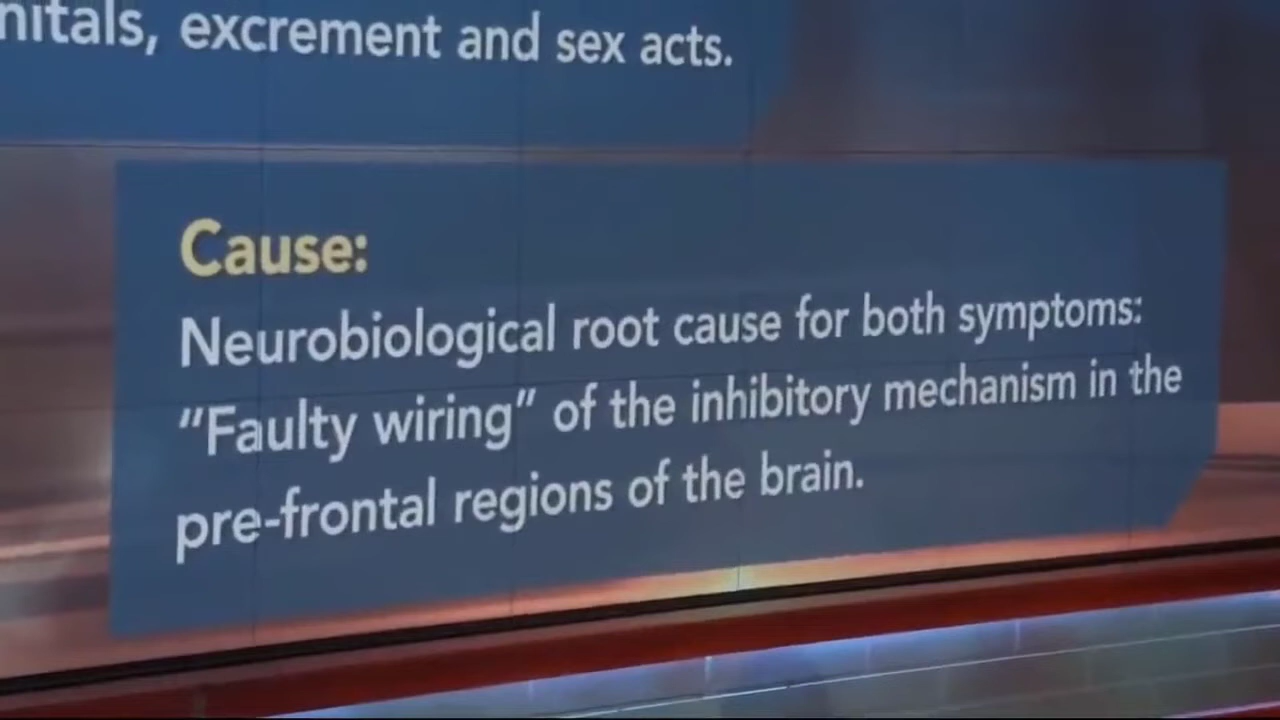 excrement and sex acts.
Cause:
Neurobiological root cause for both symptoms:
“Faulty wiring” of the inhibitory mechanism in the
pre-frontal regions of the brain.